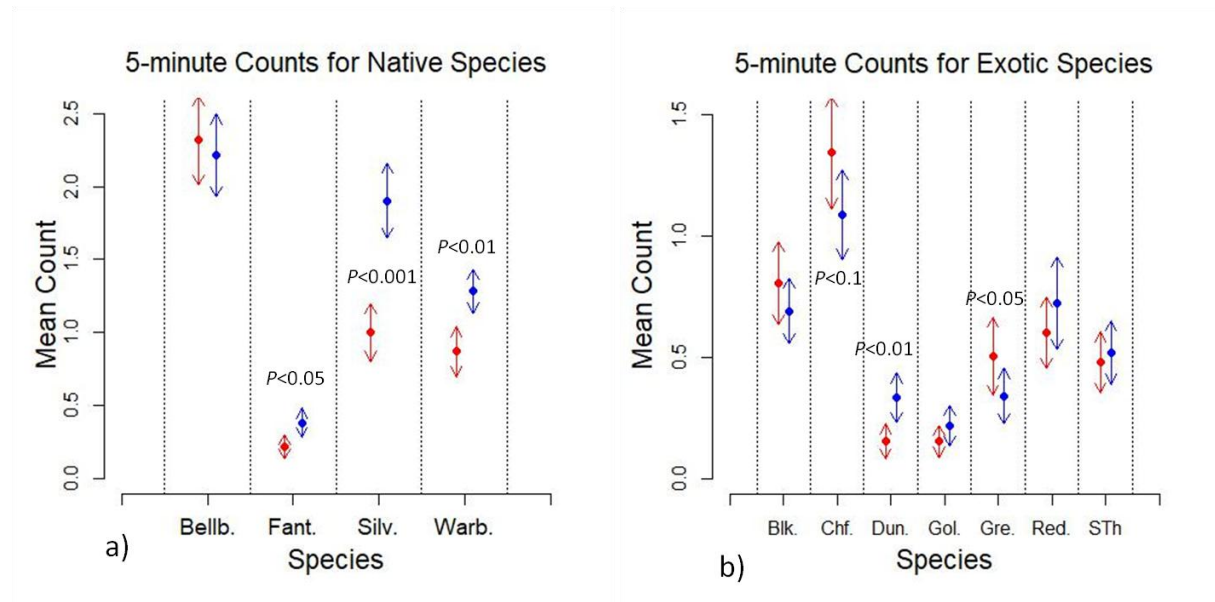 5-minute Counts for Native Species
Mean Count
2.5
2.0
1.5
1.0
0.5
0.0
P<0.05
P<0.001
P<0.01
Bellb. Fant. Silv. Warb.
Species
a)
5-minute Counts for Exotic Species
Mean Count
1.5
1.0
0.5
0.0
P<0.1
P<0.01
P<0.05
Blk. Chf. Dun. Gol. Gre. Red. STh
Species
b)